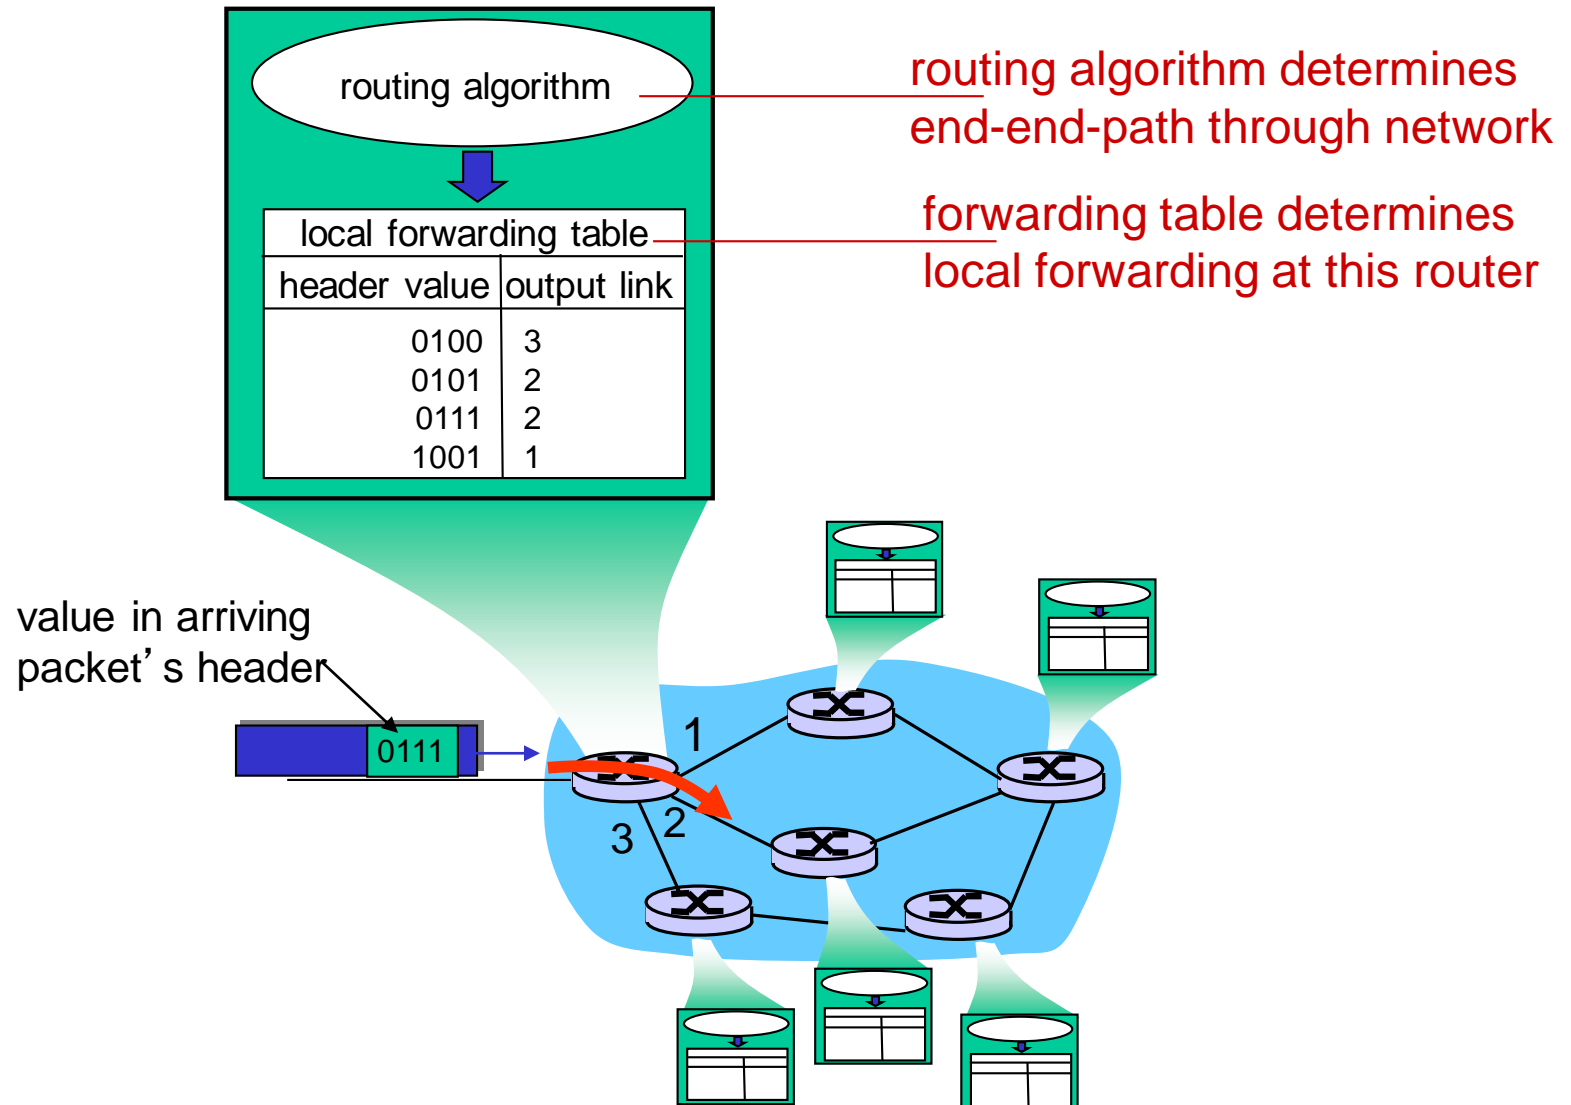 routing algorithm
routing algorithm determines
end-end-path through network
local forwarding table
forwarding table determines
local forwarding at this router
header value output link
0100 3
0101 2
0111 2
1001 1
value in arriving
packet’s header
0111
1
2
3